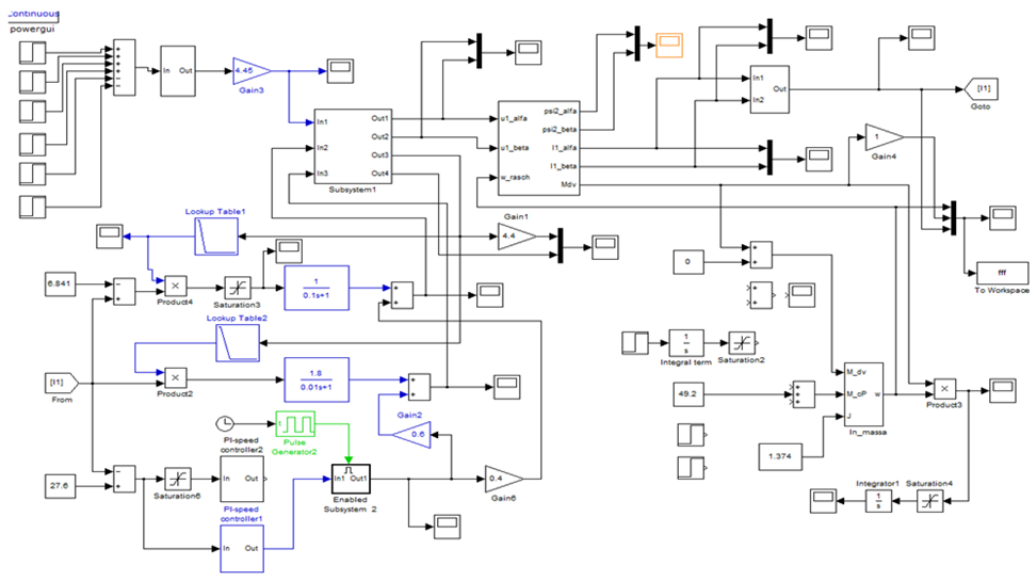 Continuous
powergui
In Out
4.45
Gain3
In1
In2
In3
Out1
Out2
Out3
Out4
Subsystem1
u1_alfa
u1_beta
w_rasch
psi2_alfa
psi2_beta
I1_alfa
I1_beta
Mdv
In1
In2
Out
[I1]
Goto
1
Gain4
Lookup Table1
Gain1
4.4
6.841
Product4
Saturation3
1
0.1s+1
0
fff
To Workspace
Lookup Table2
1
s
Integral term
Saturation2
[I1]
From
Product2
1.8
0.01s+1
Gain2
0.6
49.2
M_dv
M_cP
J
w
In_massa
Product3
PI-speed
controller2
1
Pulse
Generator2
1.374
27.6
Saturation6
In Out
In1 Out1
Enabled
Subsystem 2
0.4
Gain6
PI-speed
controller1
In Out
Integrator1
Saturation4
1
s